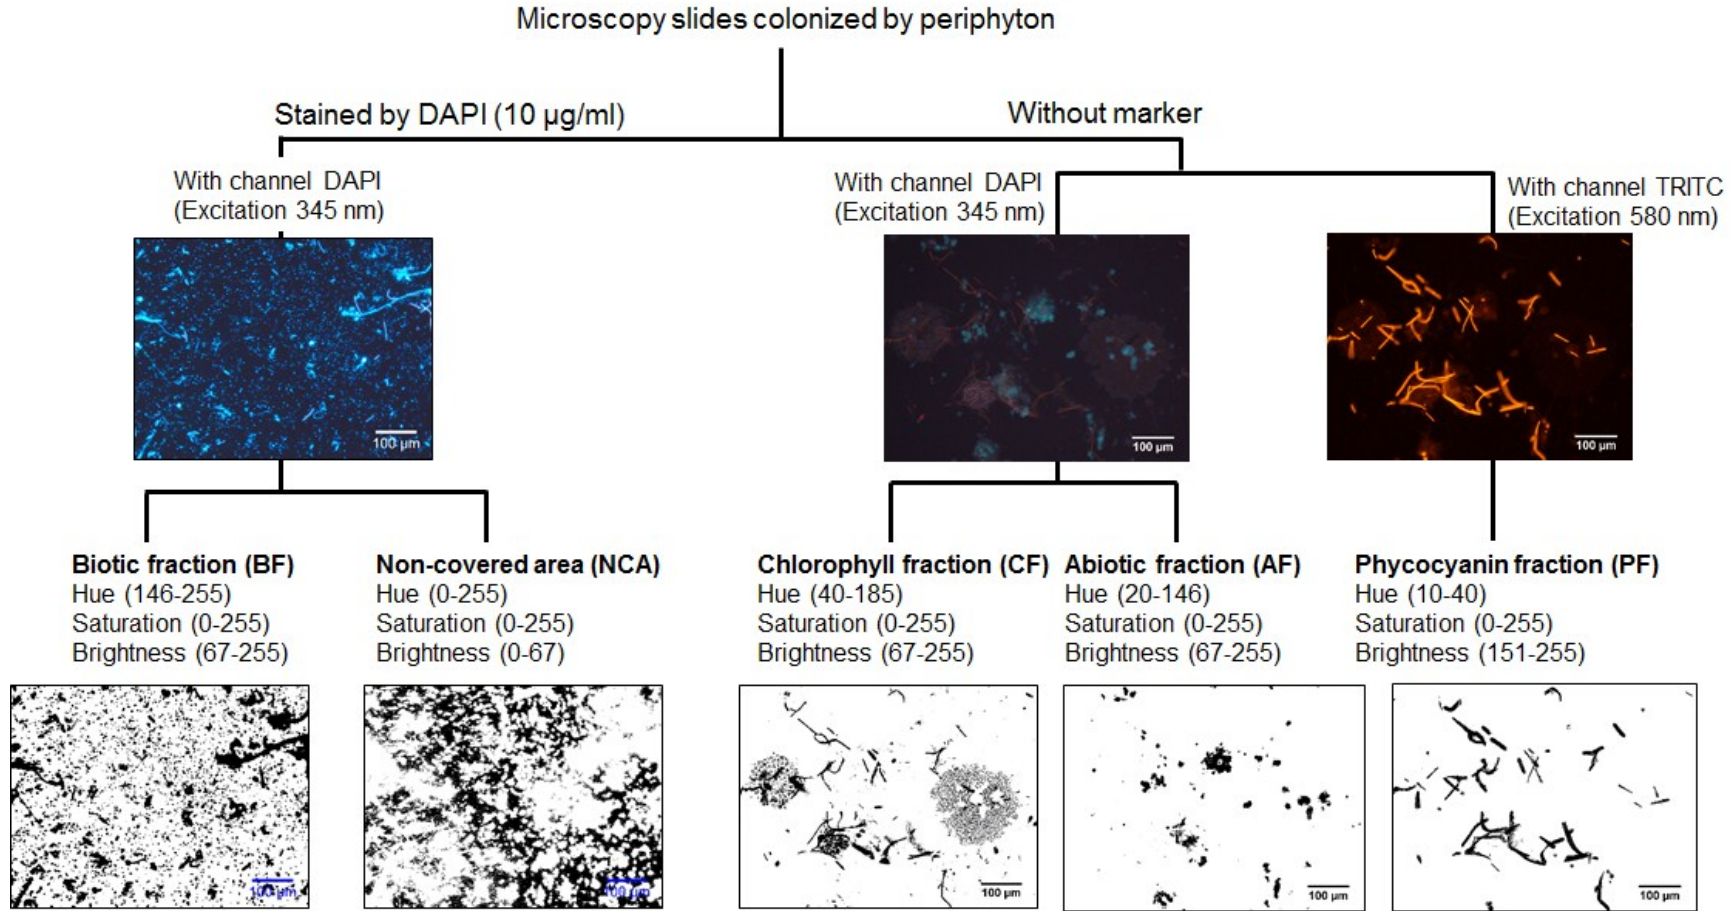 Microscopy slides colonized by periphyton
Stained by DAPI (10 µg/ml)
Without marker
With channel DAPI
(Excitation 345 nm)
With channel DAPI
(Excitation 345 nm)
With channel TRITC
(Excitation 580 nm)
100 µm
100 µm
100 µm
Biotic fraction (BF)
Hue (146-255)
Saturation (0-255)
Brightness (67-255)
Non-covered area (NCA)
Hue (0-255)
Saturation (0-255)
Brightness (0-67)
Chlorophyll fraction (CF)
Hue (40-185)
Saturation (0-255)
Brightness (67-255)
Abiotic fraction (AF)
Hue (20-146)
Saturation (0-255)
Brightness (67-255)
Phycocyanin fraction (PF)
Hue (10-40)
Saturation (0-255)
Brightness (151-255)
100 µm
100 µm
100 µm
100 µm
100 µm